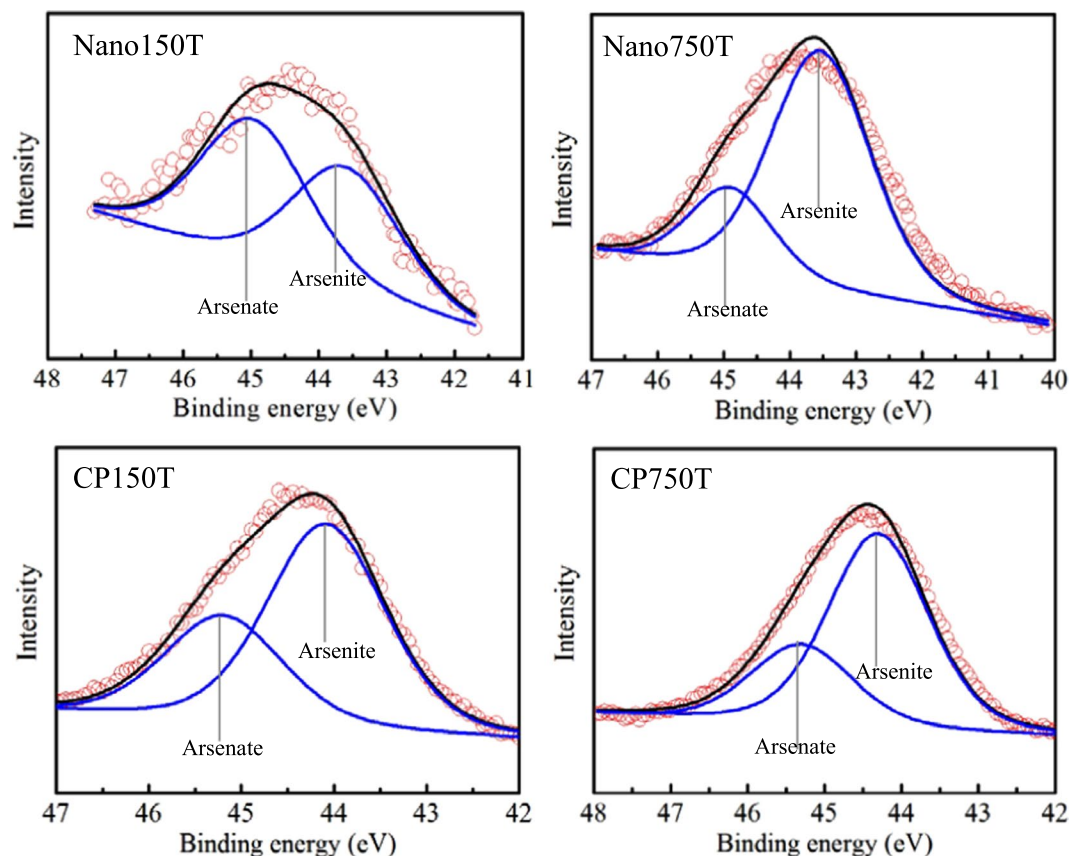 Nano150T
Intensity
Arsenite
Arsenate
48 47 46 45 44 43 42 41
Binding energy (eV)
Nano750T
Intensity
Arsenite
Arsenate
47 46 45 44 43 42 41 40
Binding energy (eV)
CP150T
Intensity
Arsenite
Arsenate
47 46 45 44 43 42
Binding energy (eV)
CP750T
Intensity
Arsenite
Arsenate
48 47 46 45 44 43 42
Binding energy (eV)